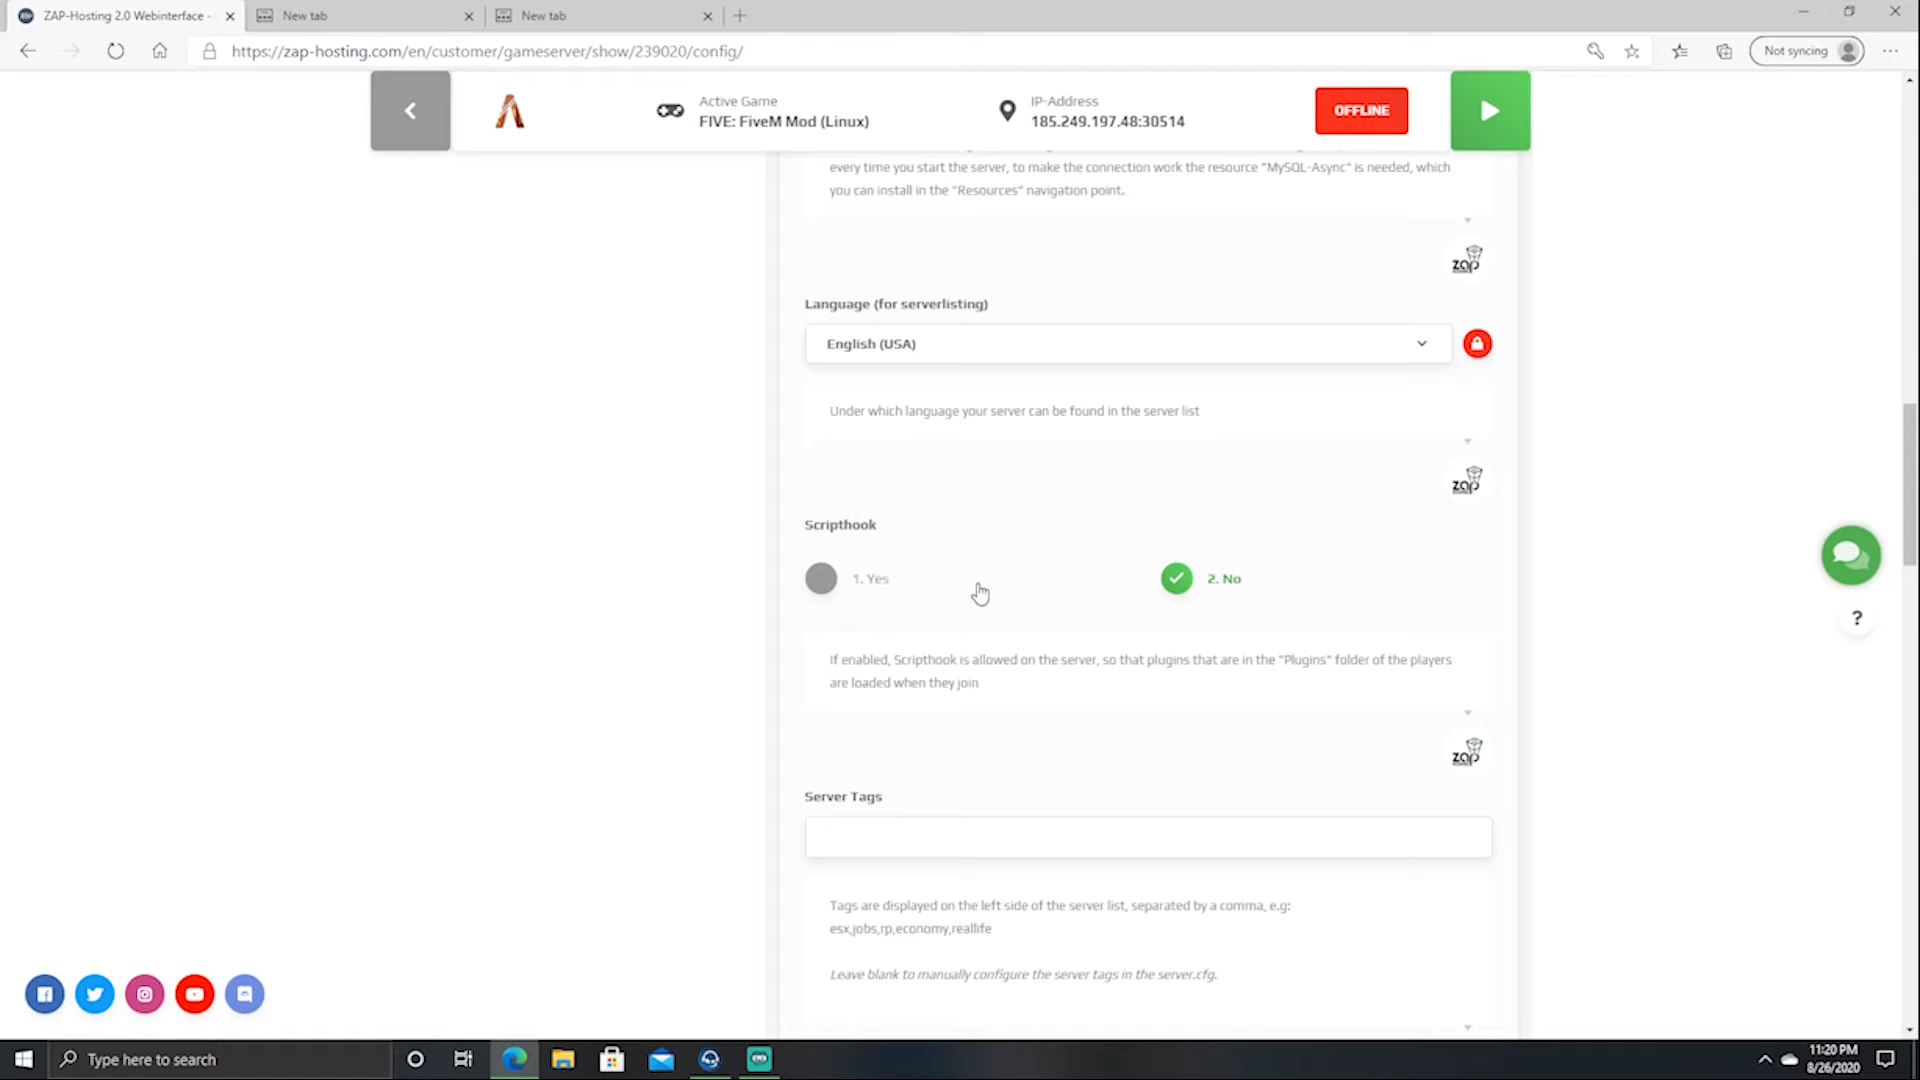 ZAP-Hosting 2.0 Webinterface -
New tab
New tab
https://zap-hosting.com/en/customer/gameserver/show/239020/config/
Not syncing
Active Game
FIVE: FiveM Mod (Linux)
IP-Address
185.249.197.48:30514
OFFLINE
every time you start the server, to make the connection work the resource "MySQL-Async" is needed, which
you can install in the "Resources" navigation point.
zap
Language (for serverlisting)
English (USA)
Under which language your server can be found in the server list
zap
Scripthook
1. Yes
2. No
If enabled, Scripthook is allowed on the server, so that plugins that are in the "Plugins" folder of the players
are loaded when they join
zap
Server Tags
Tags are displayed on the left side of the server list, separated by a comma, e.g:
esx,jobs,rp,economy,reallife
Leave blank to manually configure the server tags in the server.cfg.
?
Type here to search
11:20 PM
8/26/2020